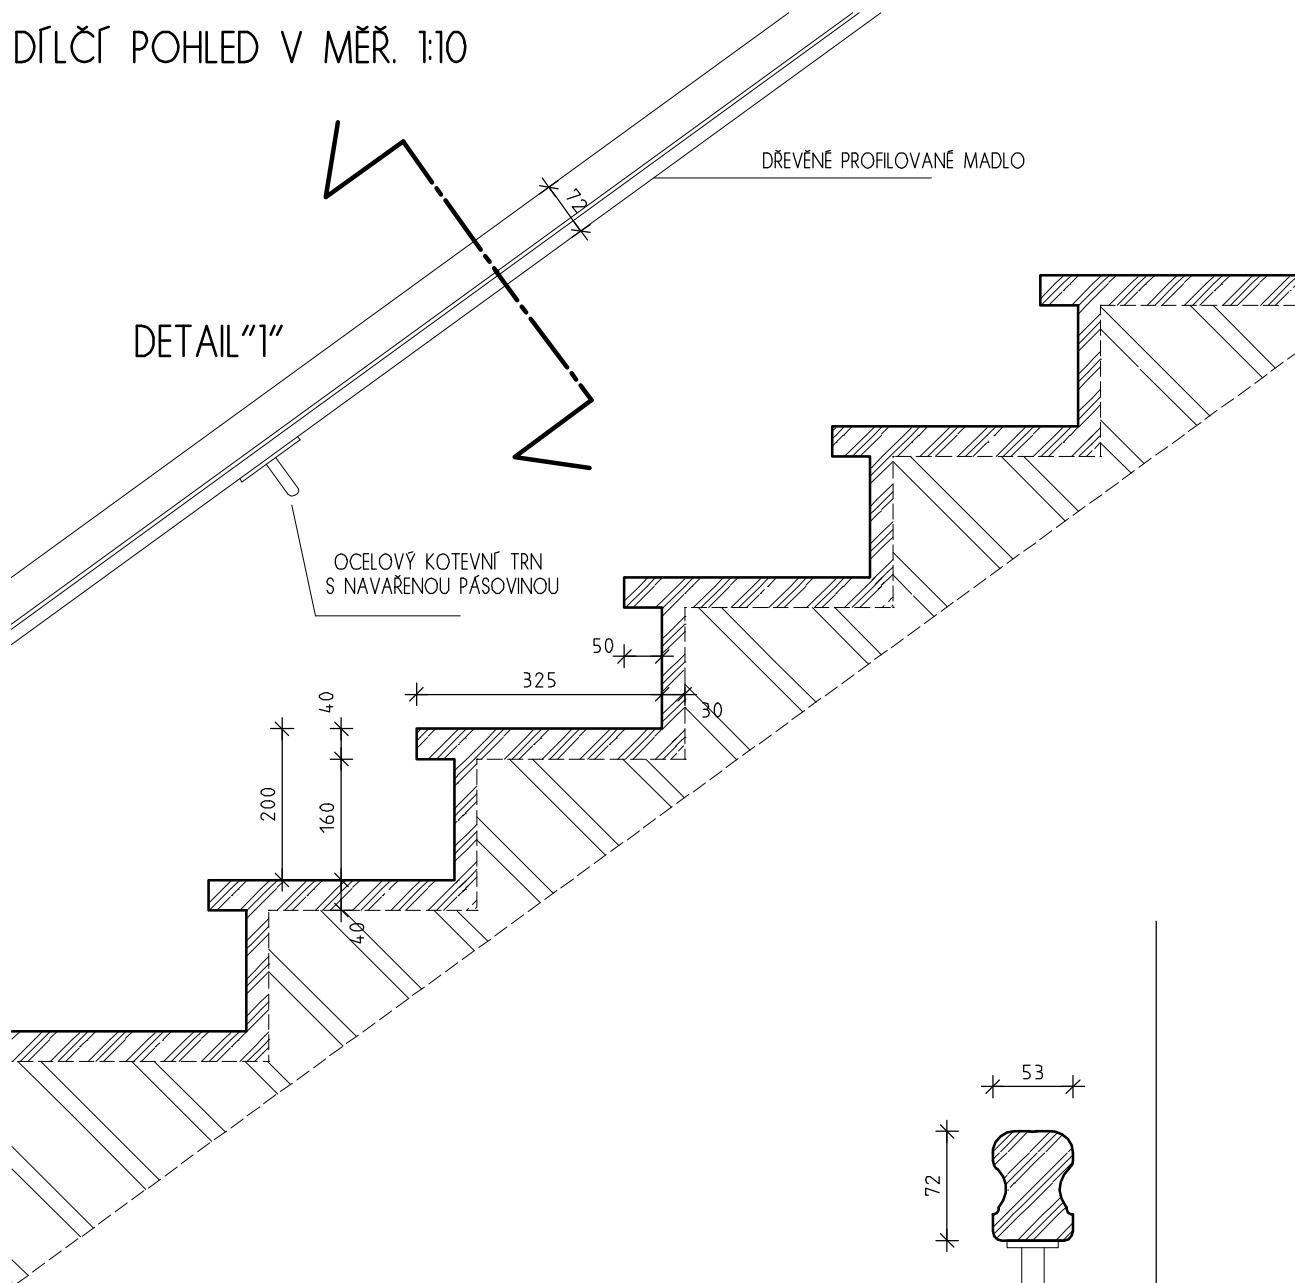 DÍLČÍ POHLED V MĚŘ. 1:10
DŘEVĚNÉ PROFILOVANÉ MADLO
72
DETAIL"1"
OCELOVÝ KOTEVNÍ TRN
S NAVAŘENOU PÁSOVINOU
50
325
30
40
200
160
40
53
72